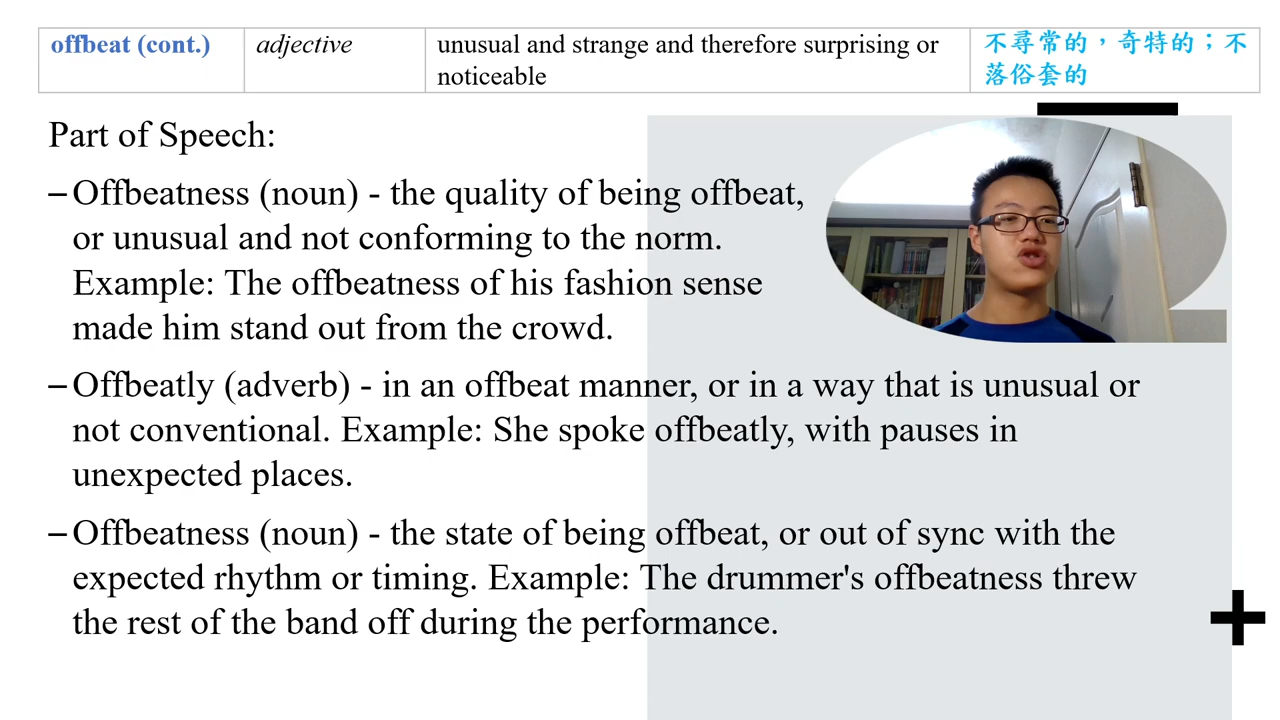 offbeat (cont.)
adjective
unusual and strange and therefore surprising or
noticeable
不尋常的，奇特的；不
落俗套的
Part of Speech:
–Offbeatness (noun) - the quality of being offbeat,
or unusual and not conforming to the norm.
Example: The offbeatness of his fashion sense
made him stand out from the crowd.
–Offbeatly (adverb) - in an offbeat manner, or in a way that is unusual or
not conventional. Example: She spoke offbeatly, with pauses in
unexpected places.
–Offbeatness (noun) - the state of being offbeat, or out of sync with the
expected rhythm or timing. Example: The drummer's offbeatness threw
the rest of the band off during the performance.